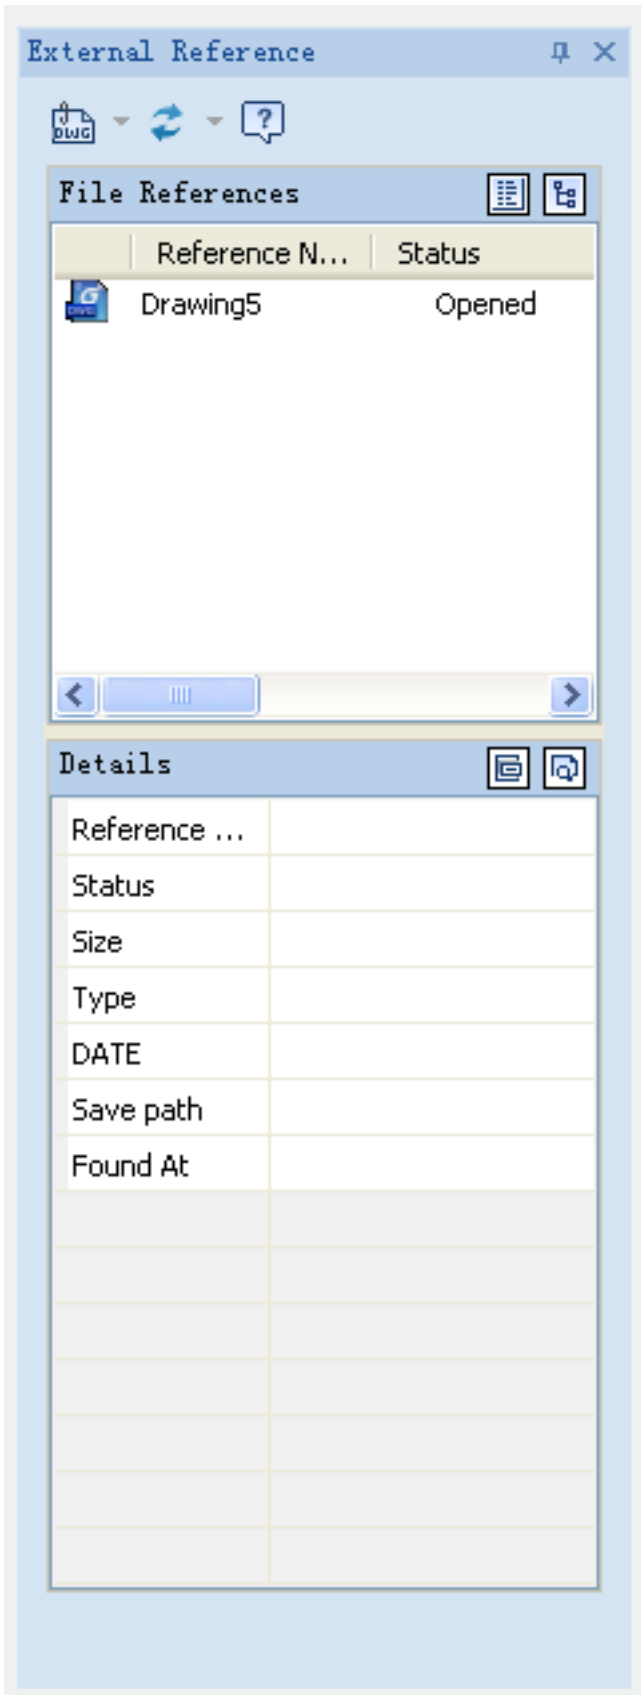 External Reference
DWG
File References
Reference N... Status
Drawing5 Opened
Details
Reference ...
Status
Size
Type
DATE
Save path
Found At